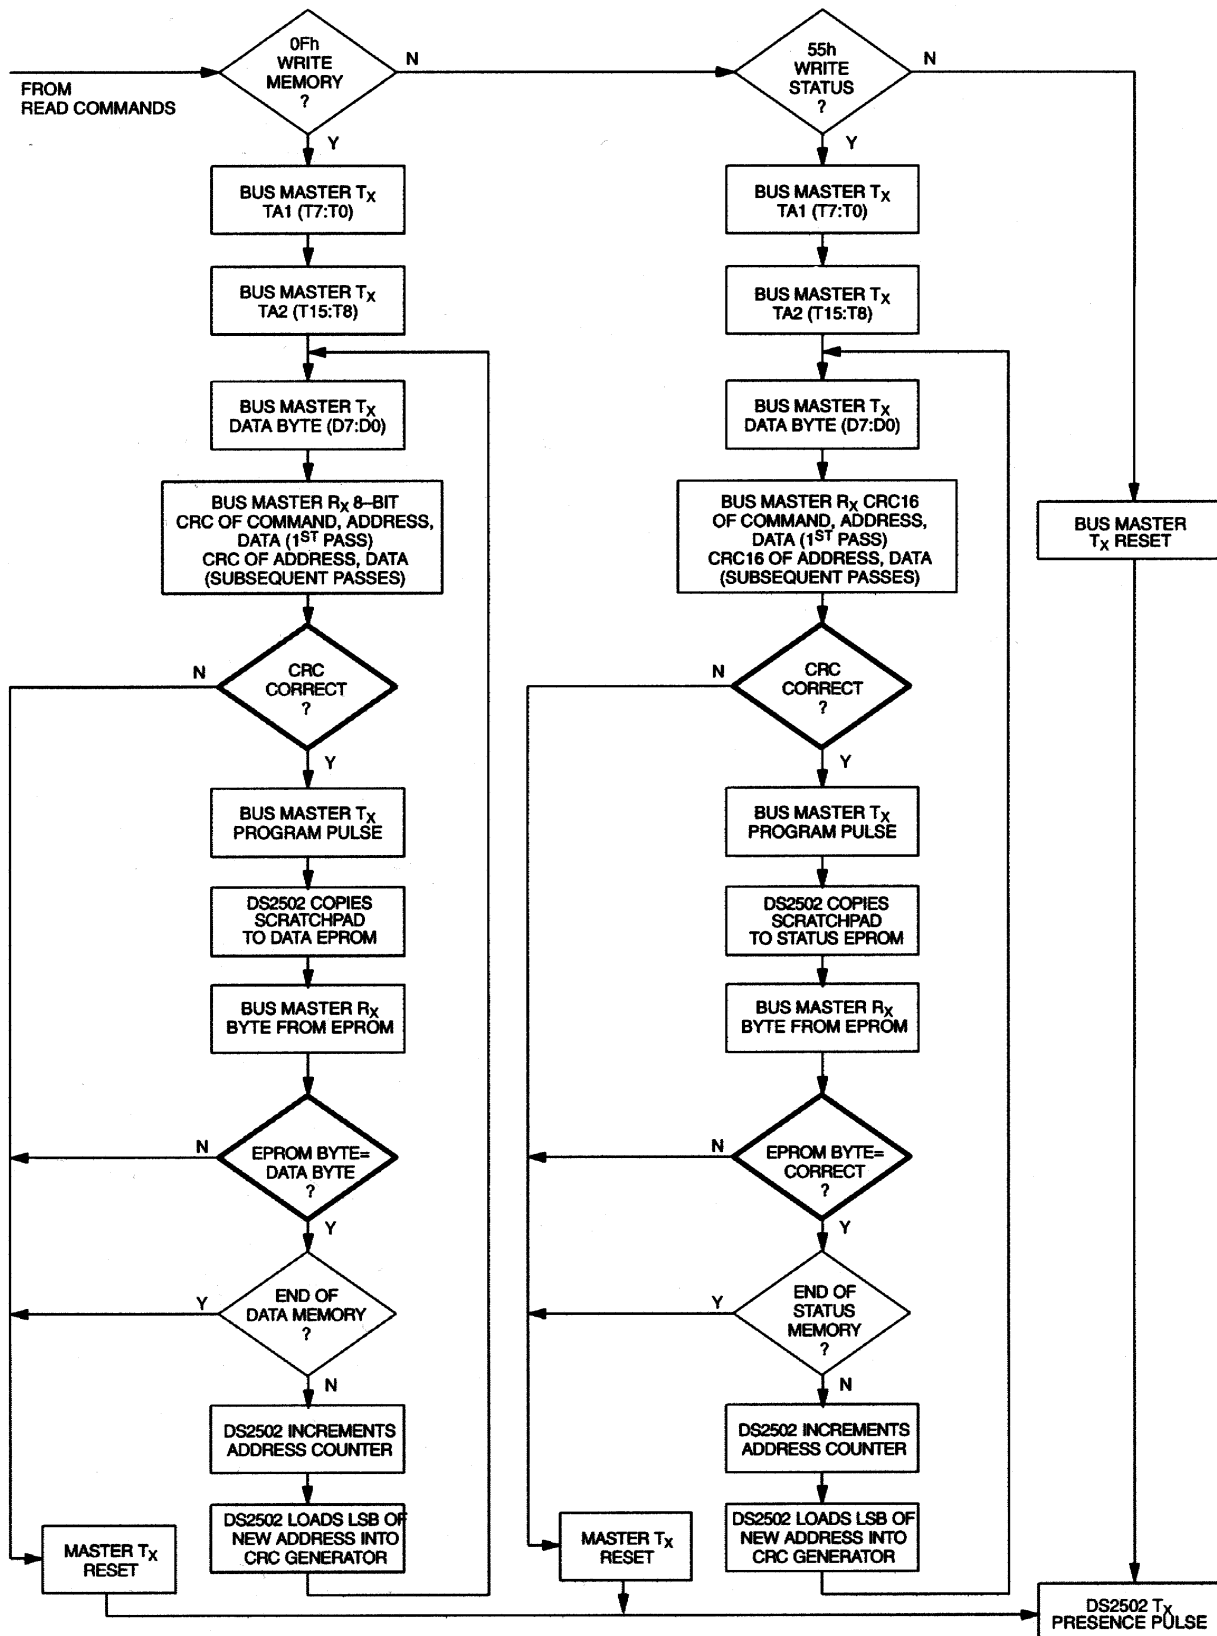 0Fh
WRITE
MEMORY
?
N
55h
WRITE
STATUS
?
N
FROM
READ COMMANDS
Y
Y
BUS MASTER TX
TA1 (T7:T0)
BUS MASTER TX
TA1 (T7:T0)
BUS MASTER TX
TA2 (T15:T8)
BUS MASTER TX
TA2 (T15:T8)
BUS MASTER TX
DATA BYTE (D7:D0)
BUS MASTER TX
DATA BYTE (D7:D0)
BUS MASTER RX 8–BIT
CRC OF COMMAND, ADDRESS,
DATA (1ST PASS)
CRC OF ADDRESS, DATA
(SUBSEQUENT PASSES)
BUS MASTER RX CRC16
OF COMMAND, ADDRESS,
DATA (1ST PASS)
CRC16 OF ADDRESS, DATA
(SUBSEQUENT PASSES)
BUS MASTER
TX RESET
N
CRC
CORRECT
?
Y
N
CRC
CORRECT
?
Y
BUS MASTER TX
PROGRAM PULSE
BUS MASTER TX
PROGRAM PULSE
DS2502 COPIES
SCRATCHPAD
TO DATA EPROM
DS2502 COPIES
SCRATCHPAD
TO STATUS EPROM
BUS MASTER RX
BYTE FROM EPROM
BUS MASTER RX
BYTE FROM EPROM
N
EPROM BYTE=
DATA BYTE
?
Y
N
EPROM BYTE=
CORRECT
?
Y
Y
END OF
DATA MEMORY
?
N
Y
END OF
STATUS
MEMORY
?
N
DS2502 INCREMENTS
ADDRESS COUNTER
DS2502 INCREMENTS
ADDRESS COUNTER
MASTER TX
RESET
DS2502 LOADS LSB OF
NEW ADDRESS INTO
CRC GENERATOR
MASTER TX
RESET
DS2502 LOADS LSB OF
NEW ADDRESS INTO
CRC GENERATOR
DS2502 TX
PRESENCE PULSE